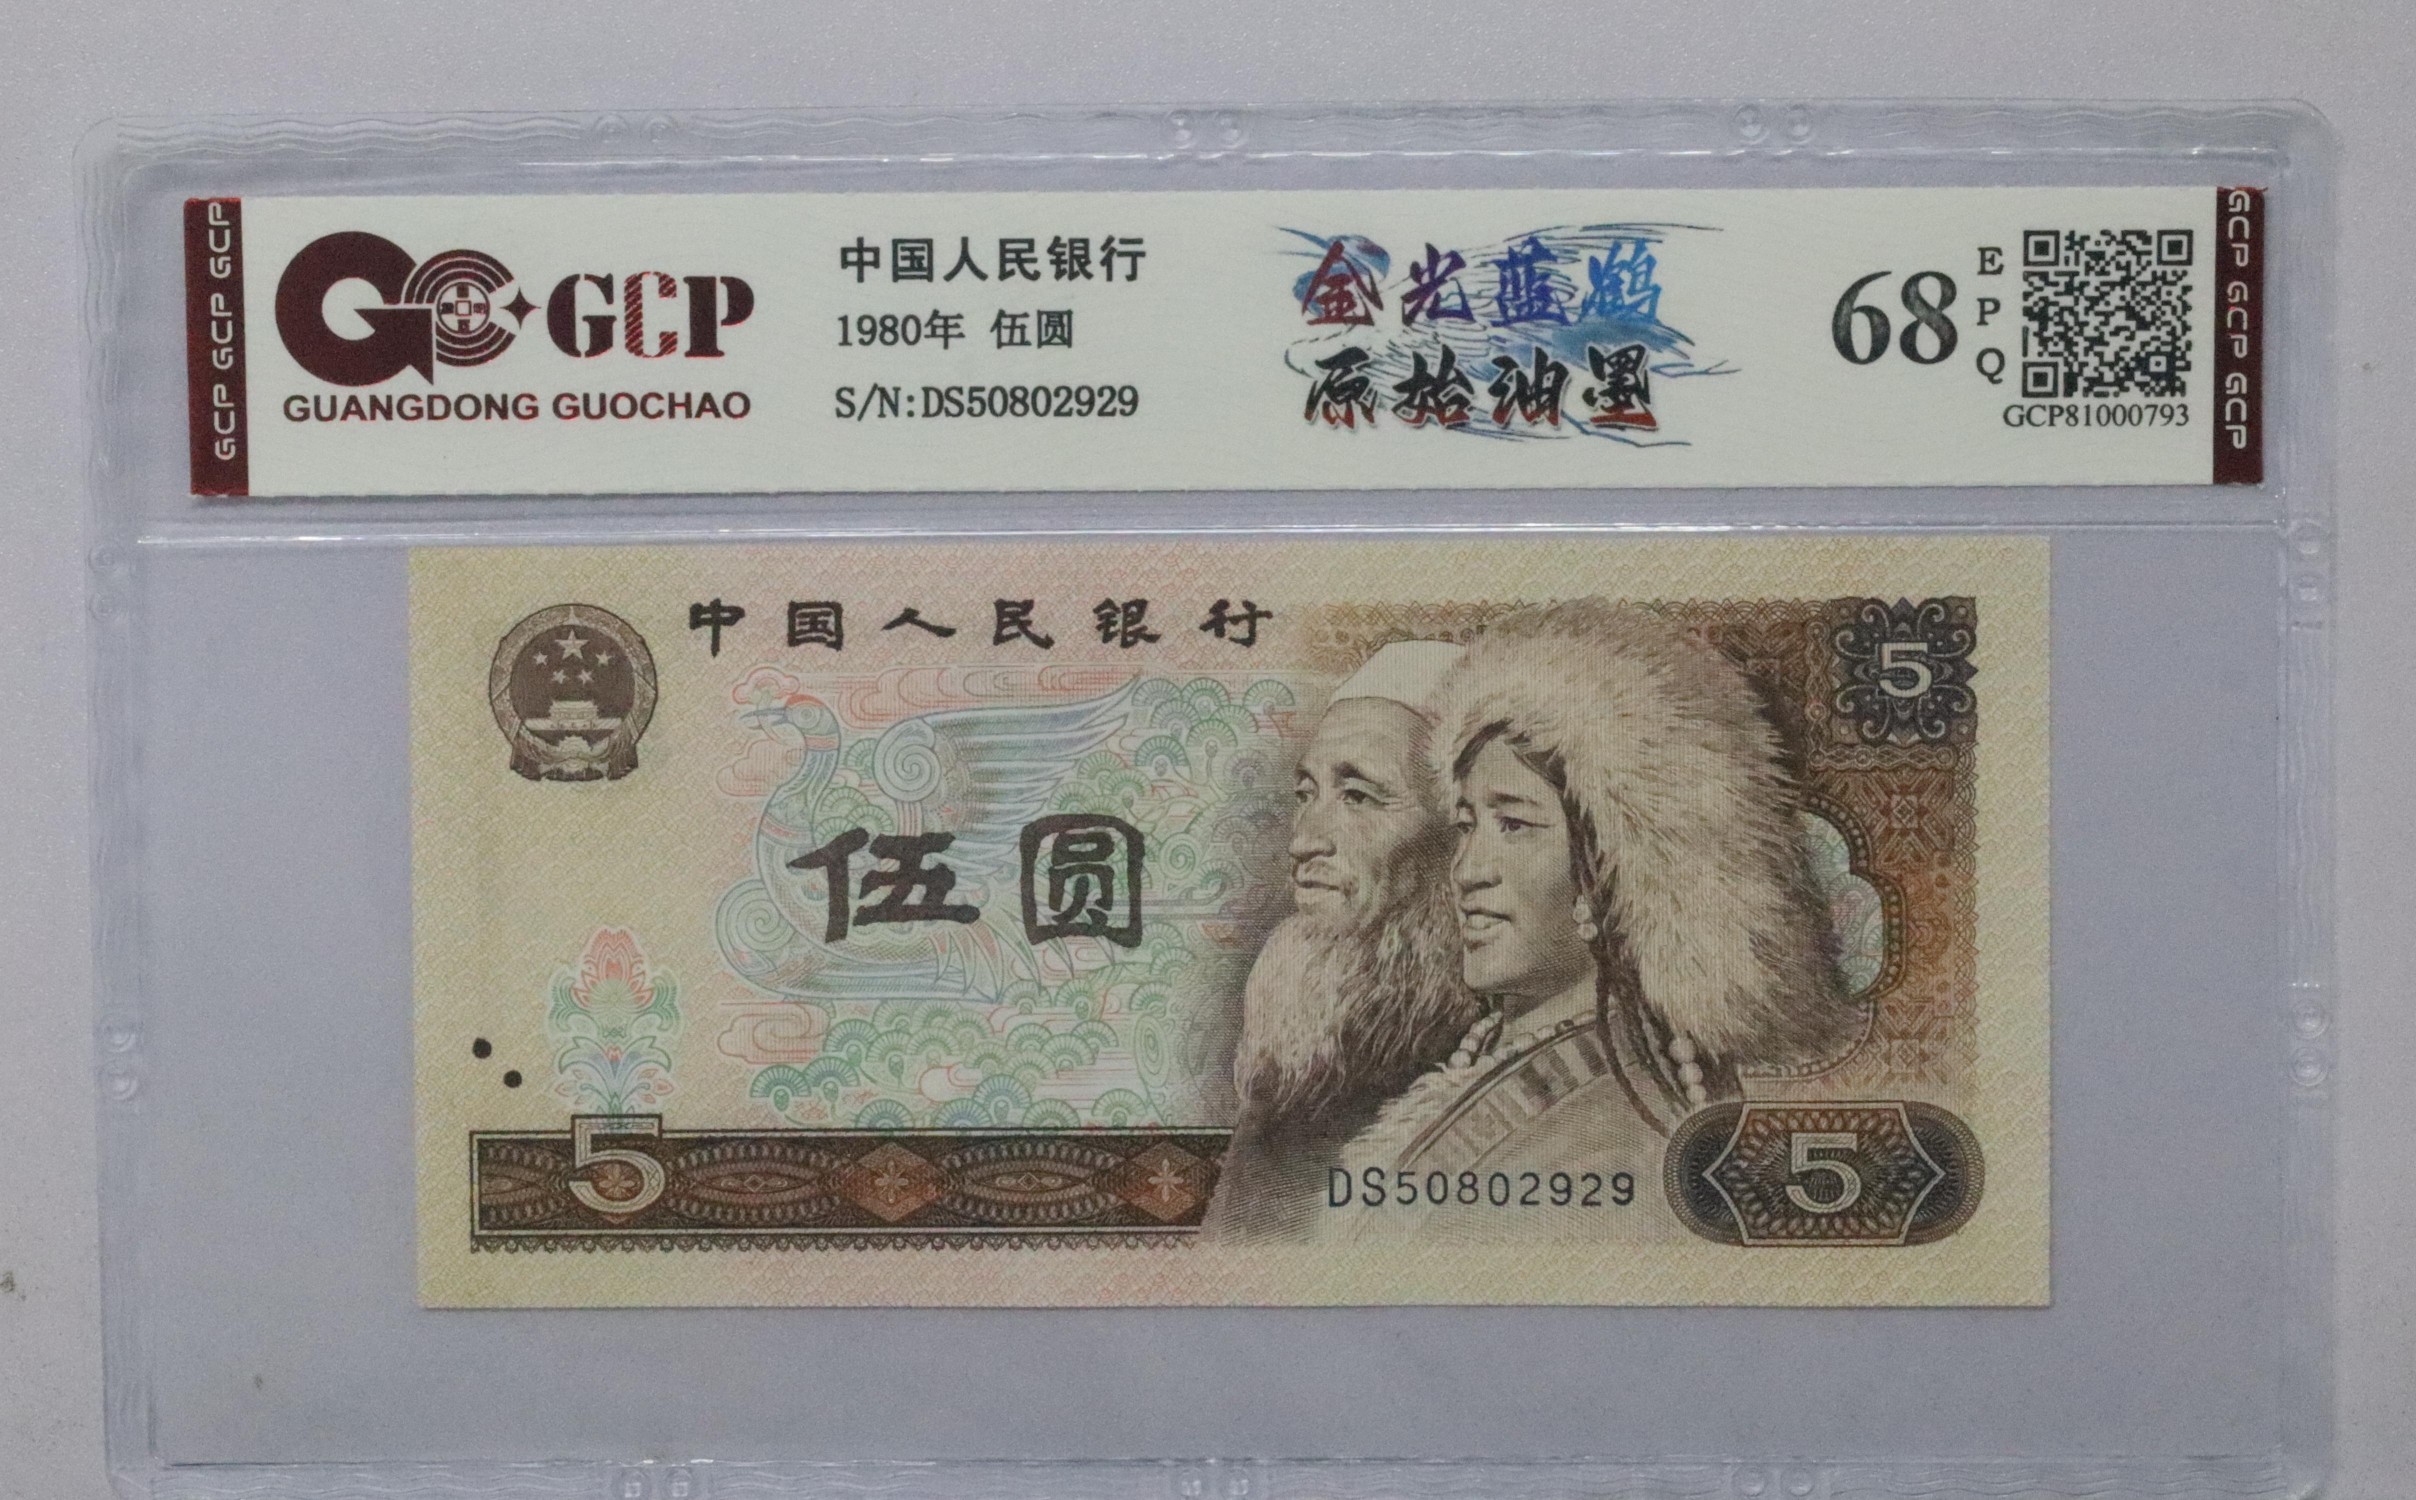 GCP GCP GCP
GCP
GUANGDONG GUOCHAO
中国人民银行
1980年 伍圆
S/N:DS50802929
金光蓝鹤
原始油墨
68
E
P
Q
GCP81000793
GCP GCP GCP
中国人民银行
5
伍圆
5
DS50802929
5